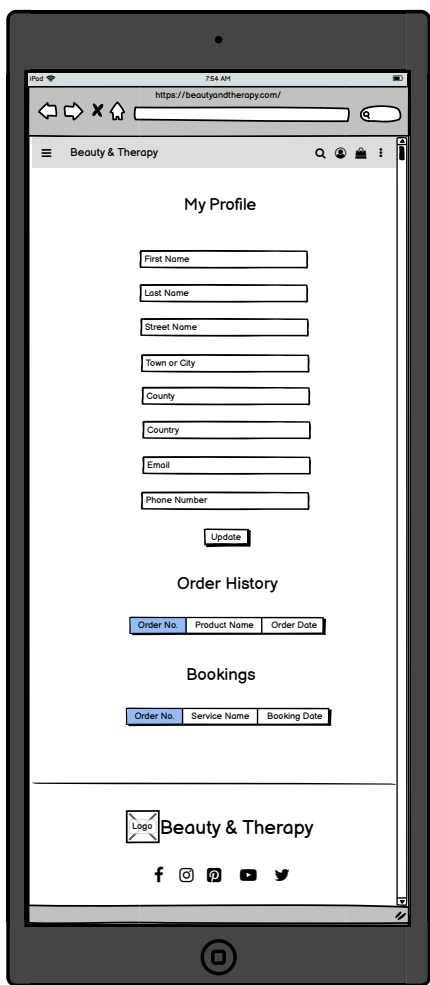 iPad
7:54 AM
https://beautyandtherapy.com/
Beauty & Therapy
My Profile
First Name
Last Name
Street Name
Town or City
County
Country
Email
Phone Number
Update
Order History
Order No. Product Name Order Date
Bookings
Order No. Service Name Booking Date
Logo Beauty & Therapy